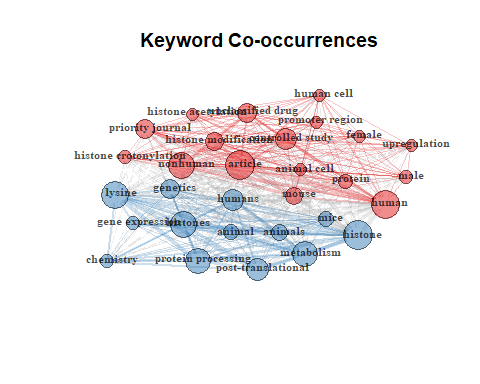 Keyword Co-occurrences
human cell
unclassified drug
histone acetylation
promoter region
priority journal
histone modification
controlled study
female
upregulation
histone crotonylation
nonhuman
article
animal cell
protein
male
lysine
genetics
humans
mouse
human
mice
gene expression
histones
animal
animals
histone
chemistry
protein processing
metabolism
post-translational